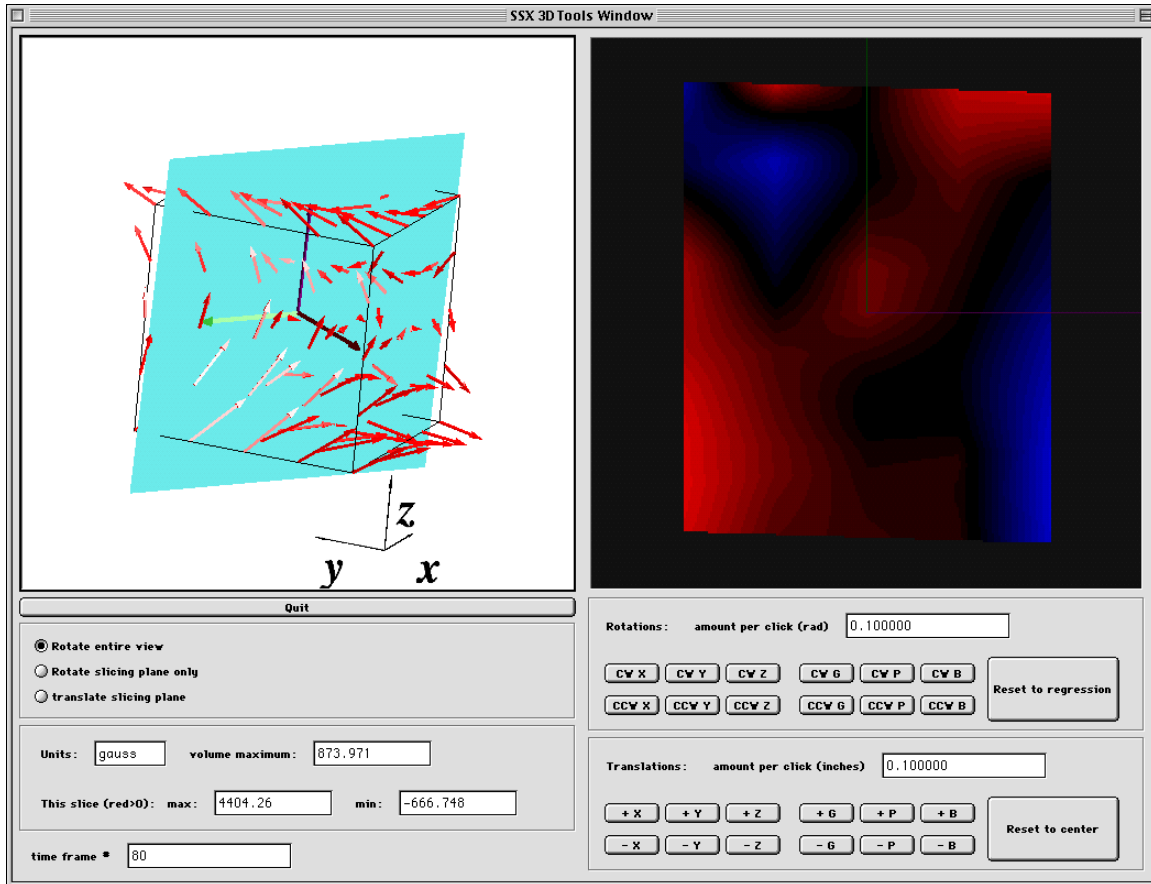 SSX 3D Tools Window
z
y
x
Quit
Rotate entire view
Rotate slicing plane only
translate slicing plane
Units: gauss volume maximum: 873.971
This slice (red>0): max: 4404.26 min: -666.748
time frame # 80
Rotations: amount per click (rad) 0.100000
CW X CW Y CW Z CW G CW P CW B
CCW X CCW Y CCW Z CCW G CCW P CCW B
Reset to regression
Translations: amount per click (inches) 0.100000
+ X + Y + Z + G + P + B
- X - Y - Z - G - P - B
Reset to center